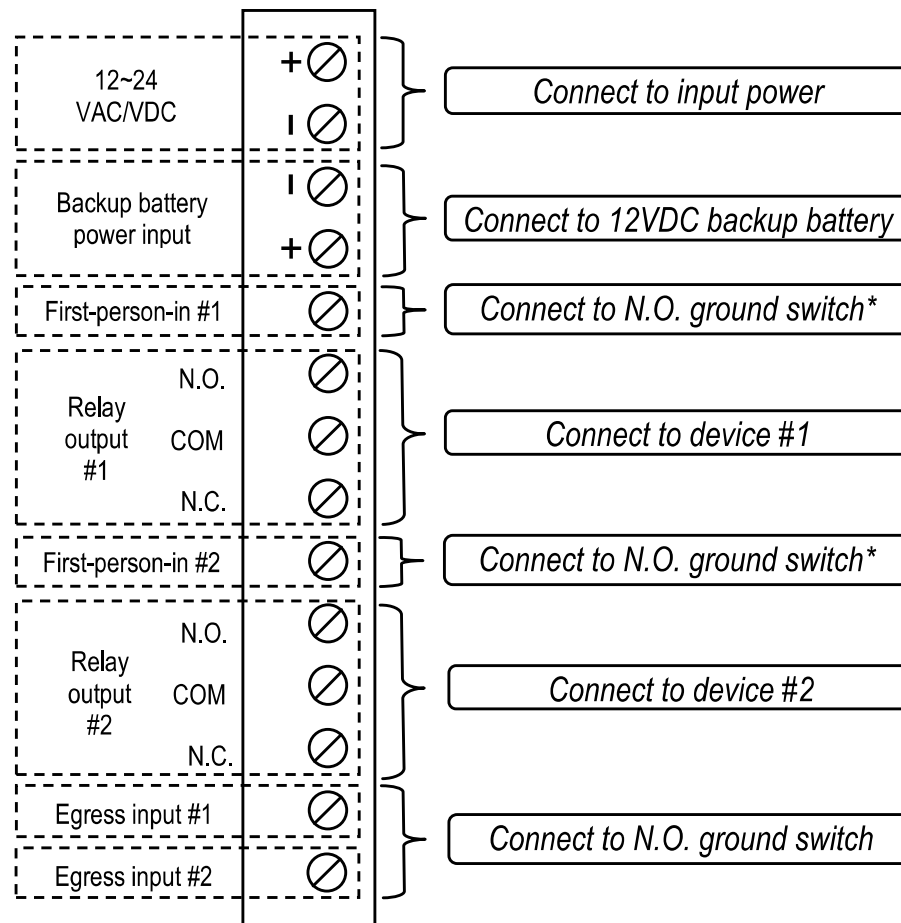 12~24
VAC/VDC
+
–
Connect to input power
Backup battery
power input
–
+
Connect to 12VDC backup battery
First-person-in #1
Connect to N.O. ground switch*
Relay
output
#1
N.O.
COM
N.C.
Connect to device #1
First-person-in #2
Connect to N.O. ground switch*
Relay
output
#2
N.O.
COM
N.C.
Connect to device #2
Egress input #1
Egress input #2
Connect to N.O. ground switch